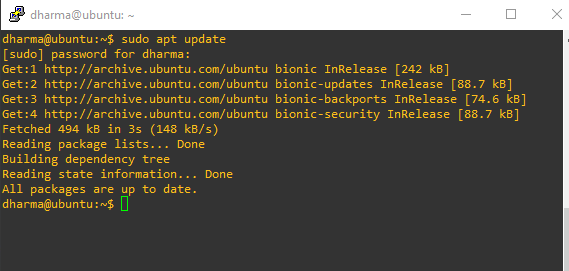 dharma@ubuntu: ~
dharma@ubuntu:~$ sudo apt update
[sudo] password for dharma:
Get:1 http://archive.ubuntu.com/ubuntu bionic InRelease [242 kB]
Get:2 http://archive.ubuntu.com/ubuntu bionic-updates InRelease [88.7 kB]
Get:3 http://archive.ubuntu.com/ubuntu bionic-backports InRelease [74.6 kB]
Get:4 http://archive.ubuntu.com/ubuntu bionic-security InRelease [88.7 kB]
Fetched 494 kB in 3s (148 kB/s)
Reading package lists... Done
Building dependency tree
Reading state information... Done
All packages are up to date.
dharma@ubuntu:~$